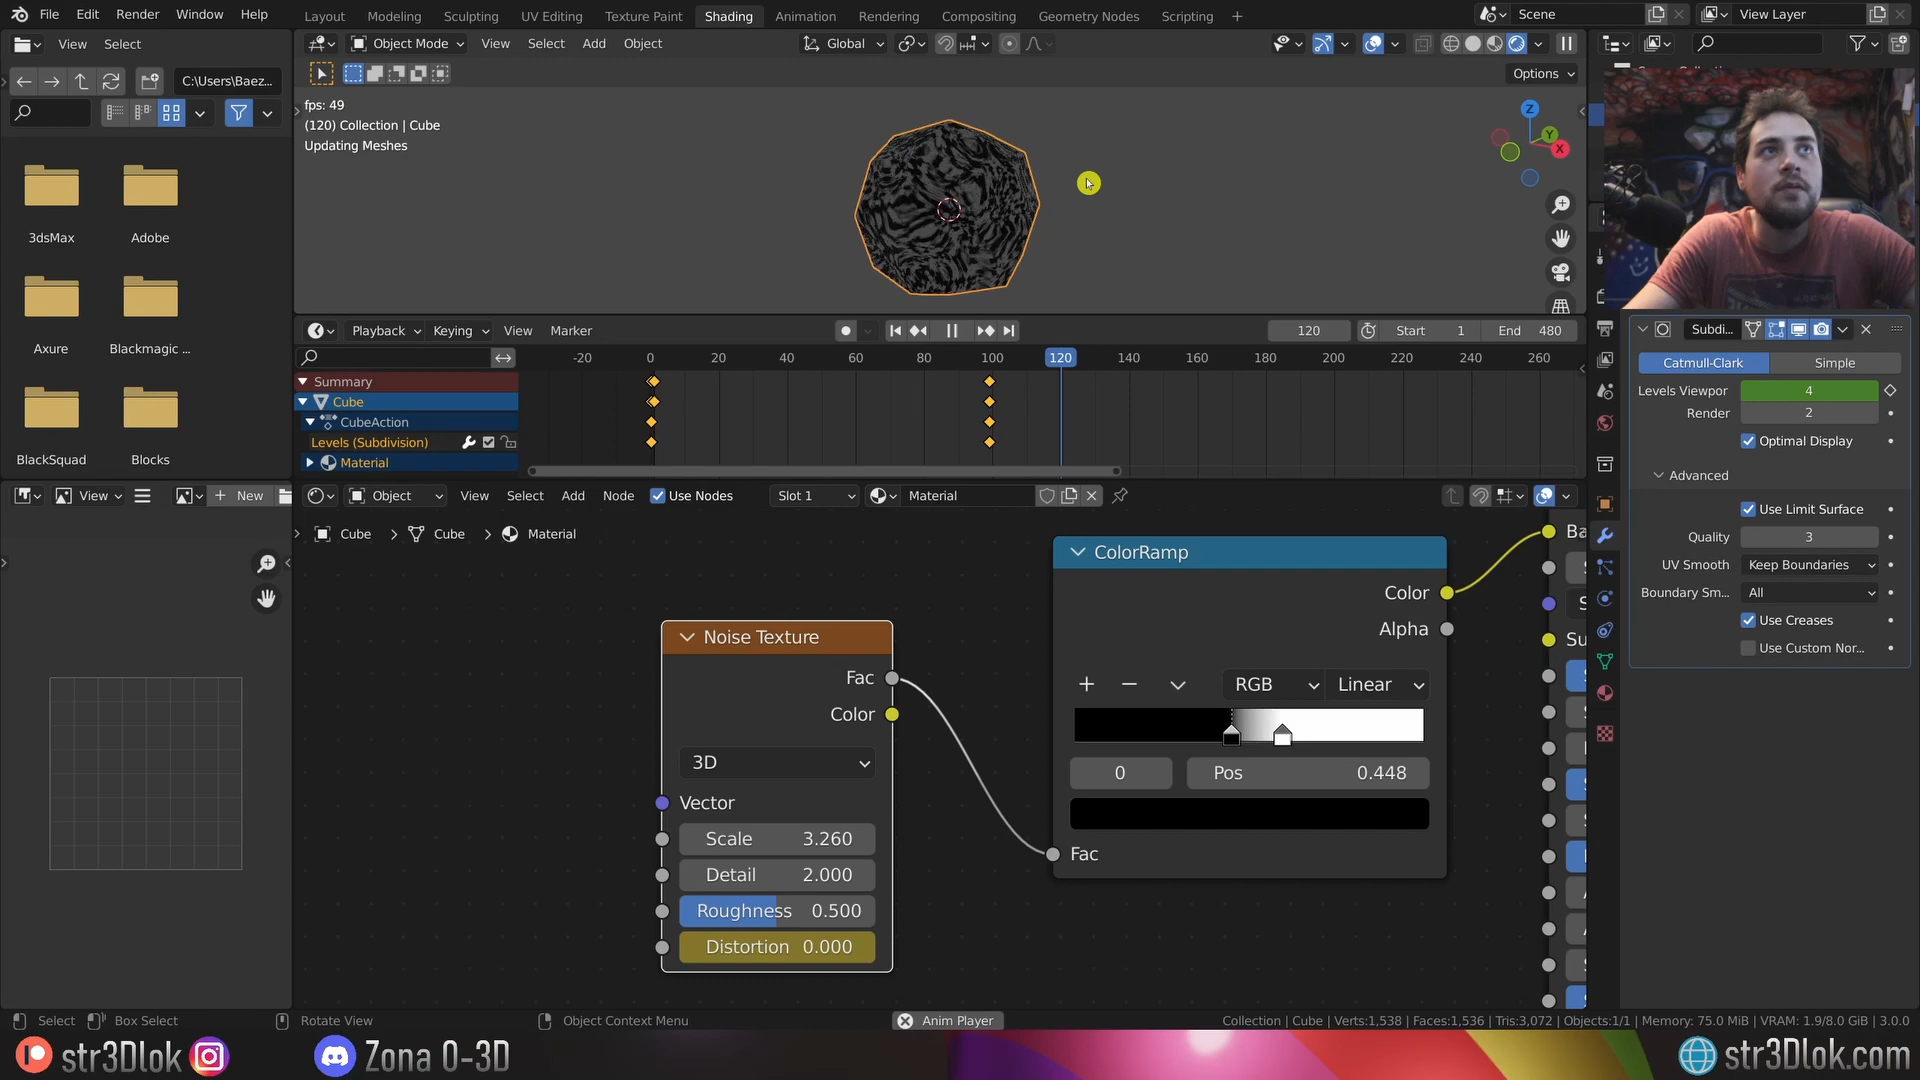 File Edit Render Window Help
Layout Modeling Sculpting UV Editing Texture Paint Shading Animation Rendering Compositing Geometry Nodes Scripting +
Scene
View Layer
View Select
Object Mode View Select Add Object
Global
C:\Users\Baez...
Options
fps: 49
(120) Collection | Cube
Updating Meshes
Z
Y
X
3dsMax
Adobe
Axure
Blackmagic ...
BlackSquad
Blocks
Playback Keying View Marker
120 Start 1 End 480
-20 0 20 40 60 80 100 120 140 160 180 200 220 240 260
Summary
Cube
CubeAction
Levels (Subdivision)
Material
Subdi...
Catmull-Clark Simple
Levels Viewpor 4
Render 2
Optimal Display
Advanced
Use Limit Surface
Quality 3
UV Smooth Keep Boundaries
Boundary Sm... All
Use Creases
Use Custom Nor...
View
+ New
Object View Select Add Node Use Nodes Slot 1 Material
Cube > Cube > Material
Noise Texture
Fac
Color
3D
Vector
Scale 3.260
Detail 2.000
Roughness 0.500
Distortion 0.000
ColorRamp
Color
Alpha
+ − RGB Linear
0 Pos 0.448
Fac
Ba
Su
Select Box Select Rotate View Object Context Menu Anim Player
Collection | Cube | Verts:1,538 | Faces:1,536 | Tris:3,072 | Objects:1/1 | Memory: 75.0 MiB | VRAM: 1.9/8.0 GiB | 3.0.0
str3Dlok
Zona 0-3D
str3Dlok.com